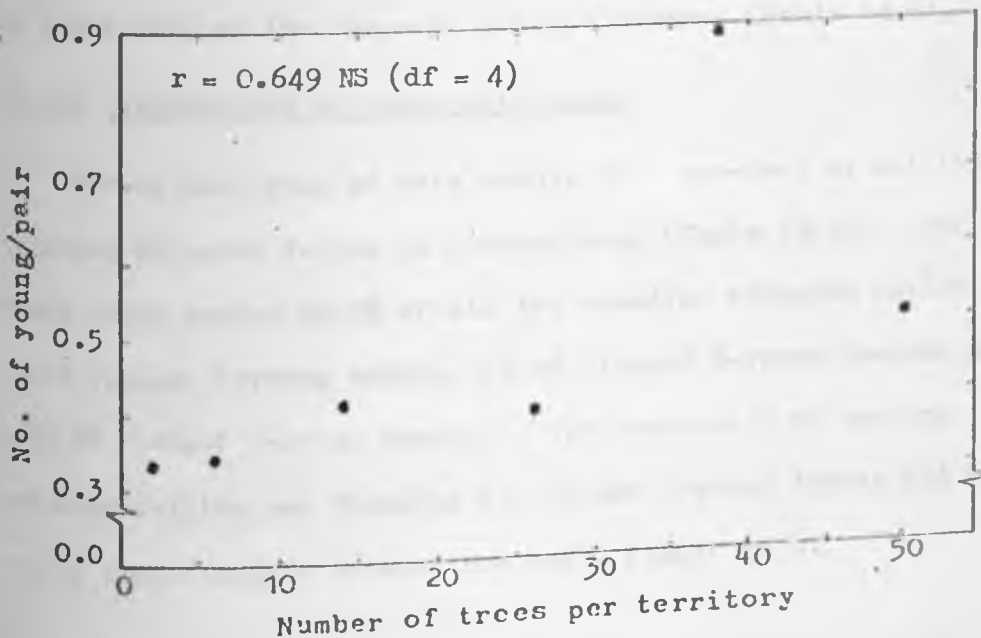 0.9
r = 0.649 NS (df = 4)
0.7
No. of young/pair
0.5
0.3
0.0
0 10 20 30 40 50
Number of trees per territory